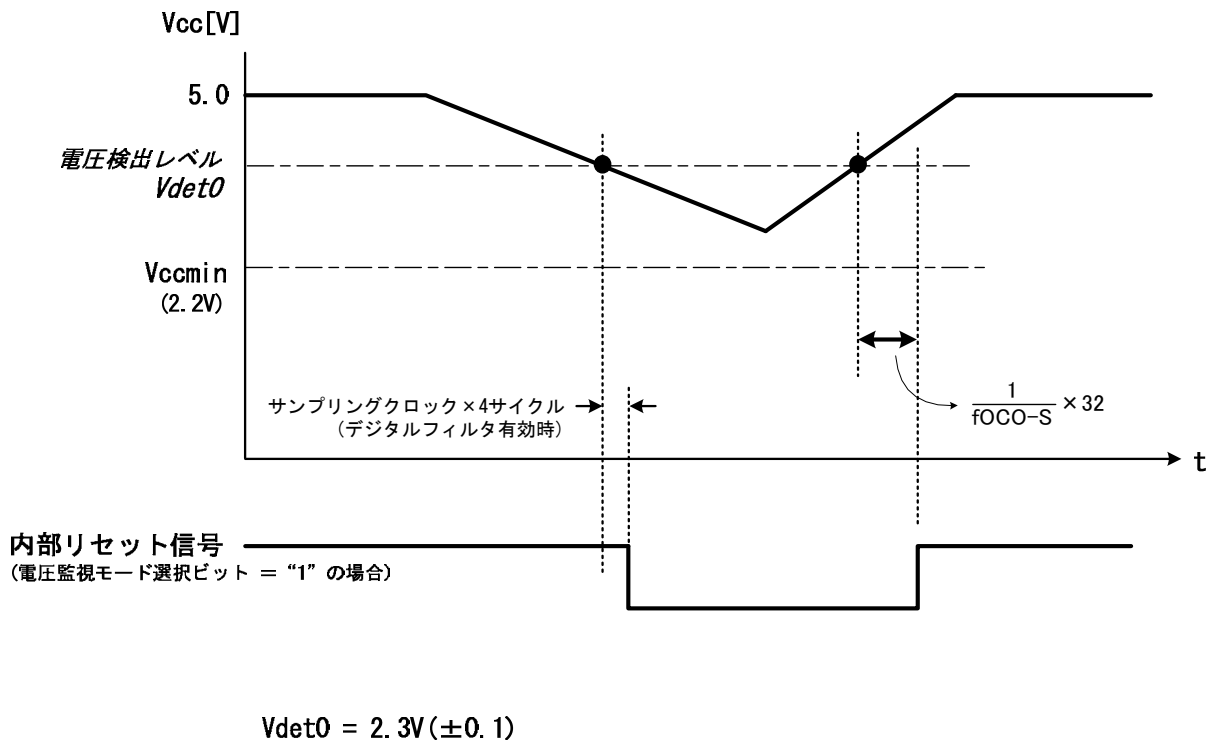 Vcc[V]
5.0
電圧検出レベル
Vdet0
Vccmin
(2.2V)
サンプリングクロック×4サイクル
(デジタルフィルタ有効時)
1
fOCO-S
×32
t
内部リセット信号
(電圧監視モード選択ビット = “1” の場合)
Vdet0 = 2.3V(±0.1)